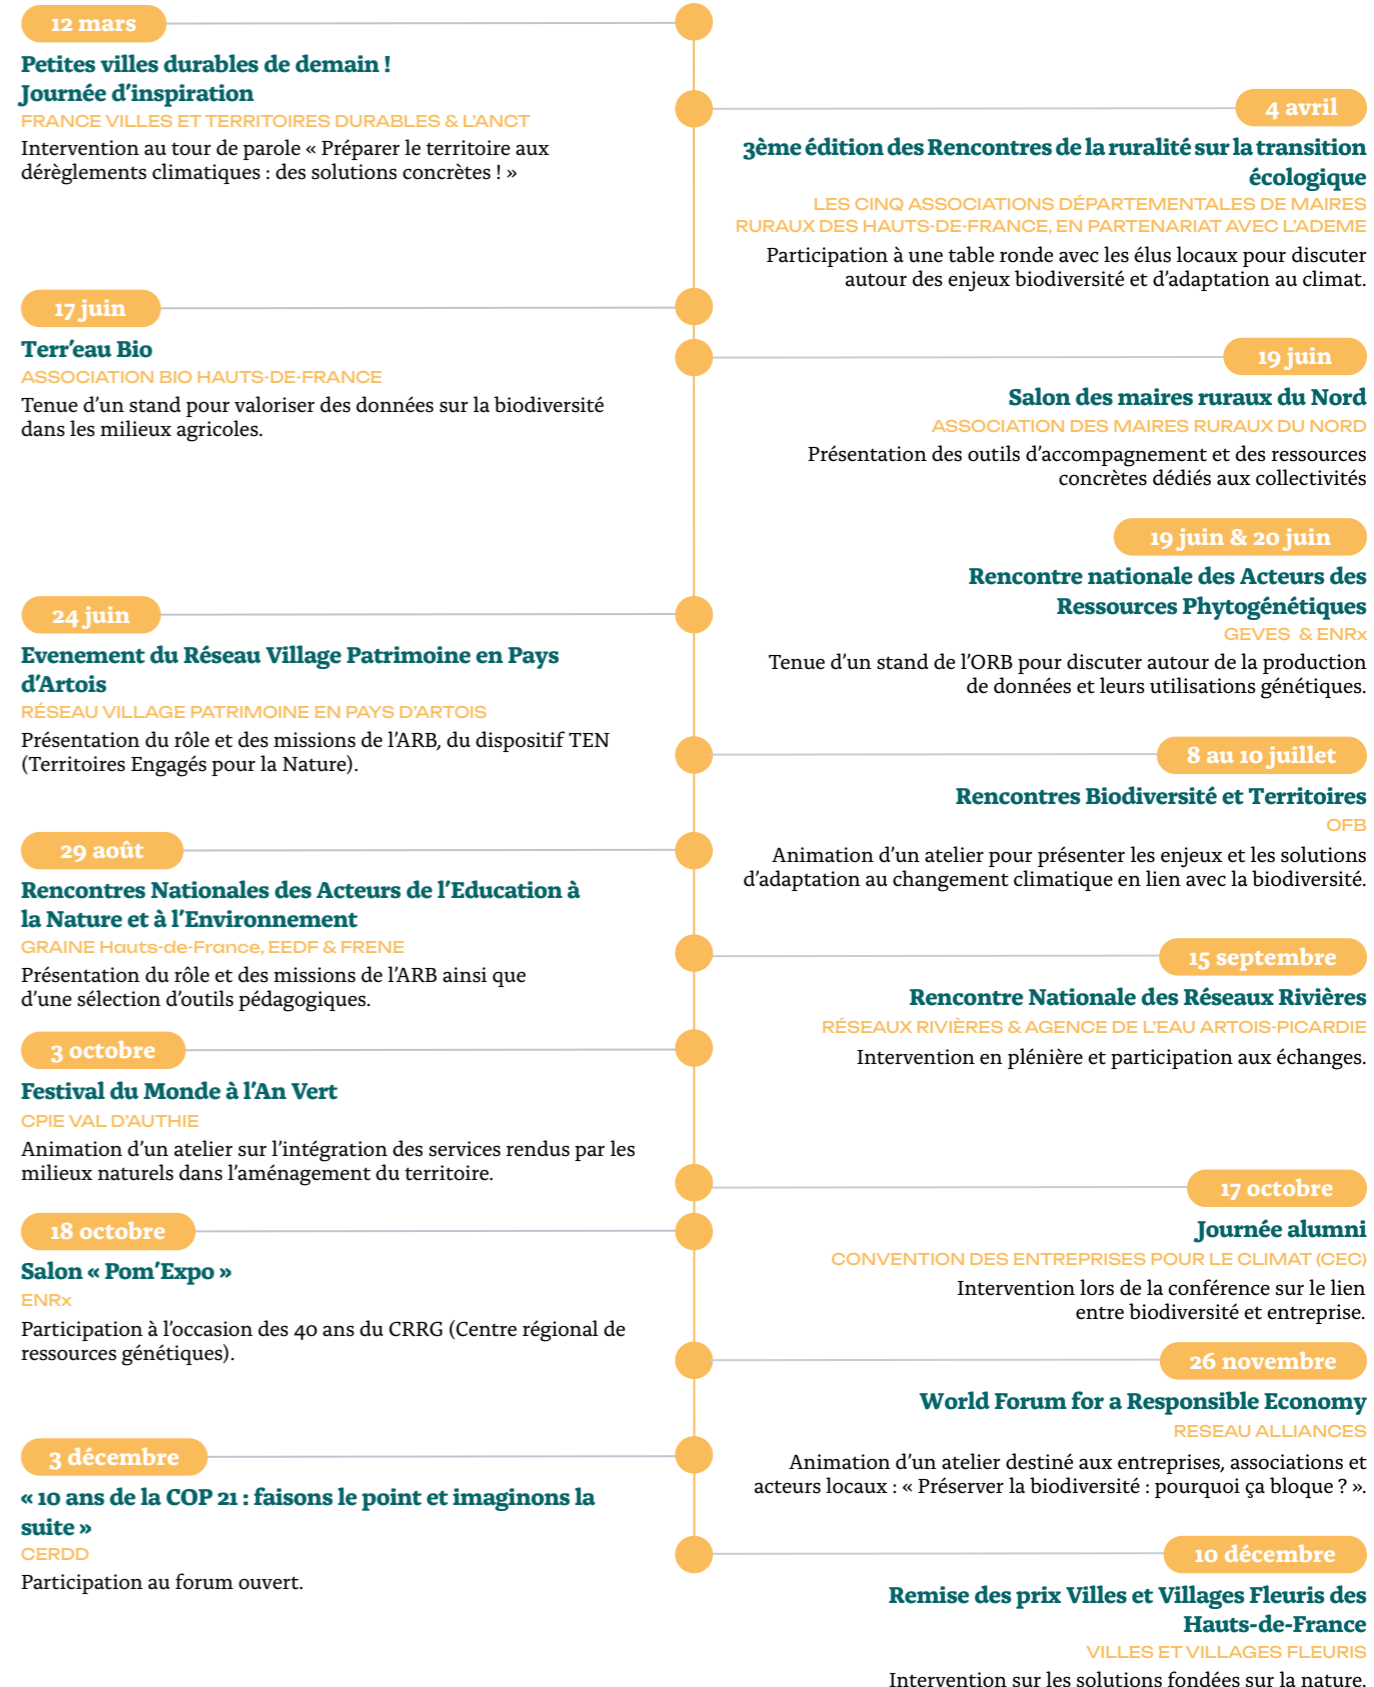 12 mars
Petites villes durables de demain !
Journée d'inspiration
FRANCE VILLES ET TERRITOIRES DURABLES & L'ANCT
Intervention au tour de parole « Préparer le territoire aux
dérèglements climatiques : des solutions concrètes ! »
4 avril
3ème édition des Rencontres de la ruralité sur la transition
écologique
LES CINQ ASSOCIATIONS DÉPARTEMENTALES DE MAIRES
RURAUX DES HAUTS-DE-FRANCE, EN PARTENARIAT AVEC L'ADEME
Participation à une table ronde avec les élus locaux pour discuter
autour des enjeux biodiversité et d'adaptation au climat.
17 juin
Terr'eau Bio
ASSOCIATION BIO HAUTS-DE-FRANCE
Tenue d'un stand pour valoriser des données sur la biodiversité
dans les milieux agricoles.
19 juin
Salon des maires ruraux du Nord
ASSOCIATION DES MAIRES RURAUX DU NORD
Présentation des outils d'accompagnement et des ressources
concrètes dédiés aux collectivités
19 juin & 20 juin
Rencontre nationale des Acteurs des
Ressources Phytogénétiques
GEVES & ENRx
Tenue d'un stand de l'ORB pour discuter autour de la production
de données et leurs utilisations génétiques.
24 juin
Evenement du Réseau Village Patrimoine en Pays
d'Artois
RÉSEAU VILLAGE PATRIMOINE EN PAYS D'ARTOIS
Présentation du rôle et des missions de l'ARB, du dispositif TEN
(Territoires Engagés pour la Nature).
8 au 10 juillet
Rencontres Biodiversité et Territoires
OFB
Animation d'un atelier pour présenter les enjeux et les solutions
d'adaptation au changement climatique en lien avec la biodiversité.
29 août
Rencontres Nationales des Acteurs de l'Education à
la Nature et à l'Environnement
GRAINE Hauts-de-France, EEDF & FRENE
Présentation du rôle et des missions de l'ARB ainsi que
d'une sélection d'outils pédagogiques.
15 septembre
Rencontre Nationale des Réseaux Rivières
RÉSEAUX RIVIÈRES & AGENCE DE L'EAU ARTOIS-PICARDIE
Intervention en plénière et participation aux échanges.
3 octobre
Festival du Monde à l'An Vert
CPIE VAL D'AUTHIE
Animation d'un atelier sur l'intégration des services rendus par les
milieux naturels dans l'aménagement du territoire.
17 octobre
Journée alumni
CONVENTION DES ENTREPRISES POUR LE CLIMAT (CEC)
Intervention lors de la conférence sur le lien
entre biodiversité et entreprise.
18 octobre
Salon « Pom'Expo »
ENRx
Participation à l'occasion des 40 ans du CRRG (Centre régional de
ressources génétiques).
26 novembre
World Forum for a Responsible Economy
RESEAU ALLIANCES
Animation d'un atelier destiné aux entreprises, associations et
acteurs locaux : « Préserver la biodiversité : pourquoi ça bloque ? ».
3 décembre
« 10 ans de la COP 21 : faisons le point et imaginons la
suite »
CERDD
Participation au forum ouvert.
10 décembre
Remise des prix Villes et Villages Fleuris des
Hauts-de-France
VILLES ET VILLAGES FLEURIS
Intervention sur les solutions fondées sur la nature.